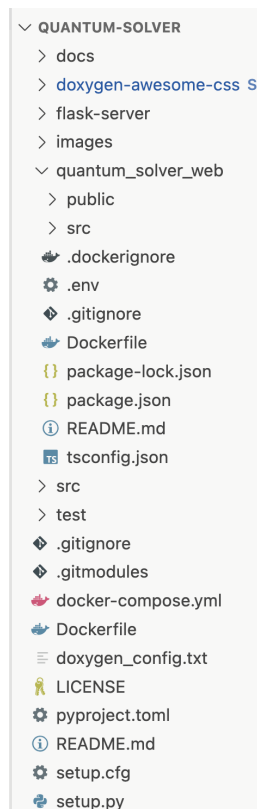 QUANTUM-SOLVER
docs
doxygen-awesome-css S
flask-server
images
quantum_solver_web
public
src
.dockerignore
.env
.gitignore
Dockerfile
{} package-lock.json
{} package.json
README.md
TS tsconfig.json
src
test
.gitignore
.gitmodules
docker-compose.yml
Dockerfile
doxygen_config.txt
LICENSE
pyproject.toml
README.md
setup.cfg
setup.py